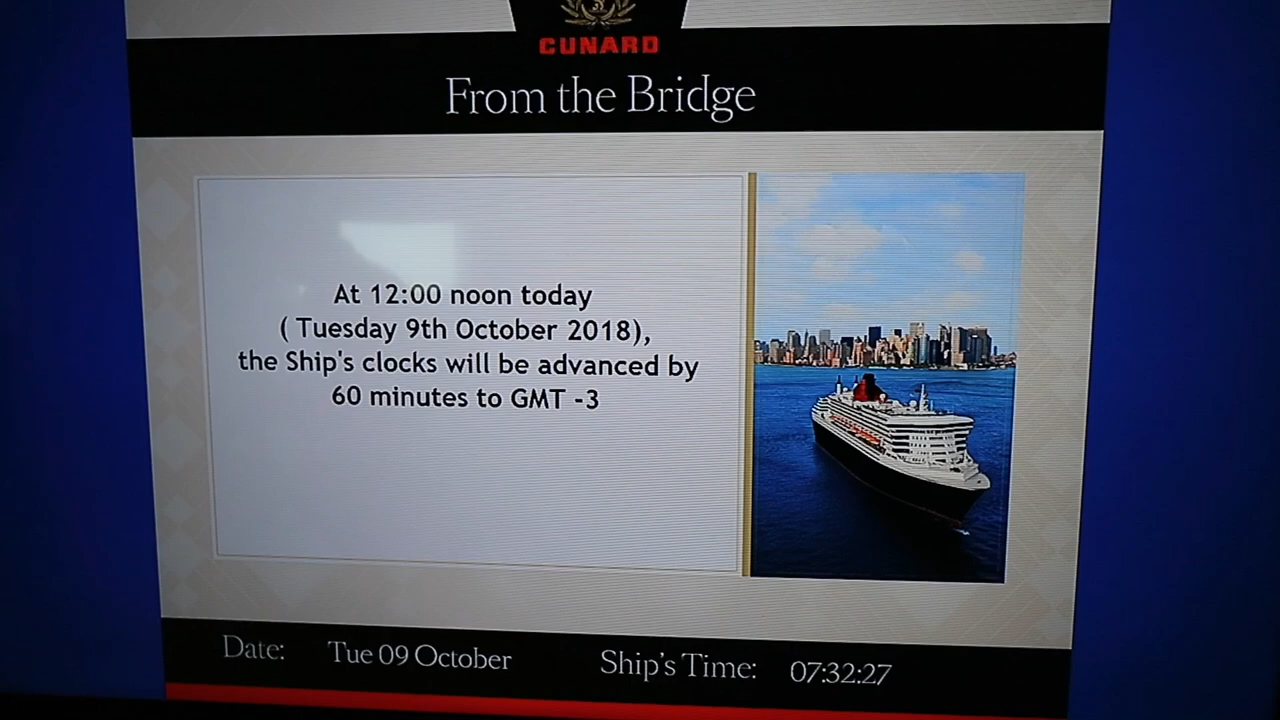 CUNARD
From the Bridge
At 12:00 noon today
( Tuesday 9th October 2018),
the Ship's clocks will be advanced by
60 minutes to GMT -3
Date: Tue 09 October Ship's Time: 07:32:27